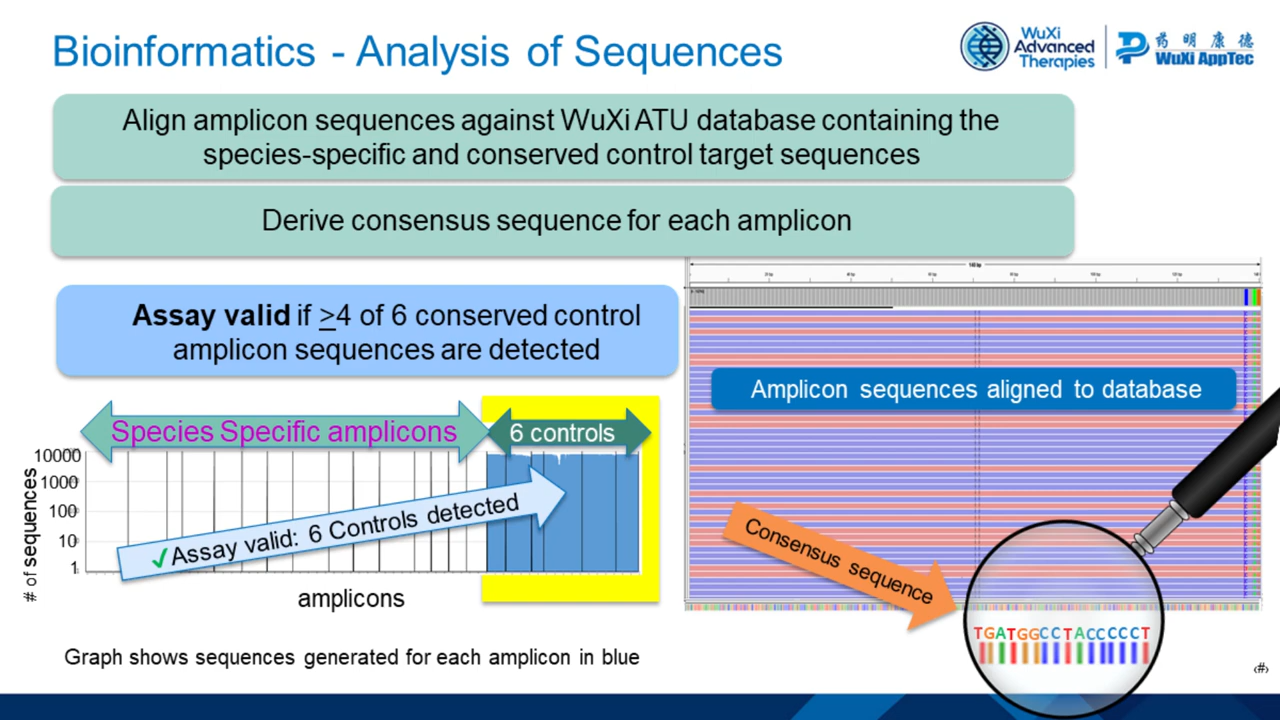 Bioinformatics - Analysis of Sequences
WuXi
Advanced
Therapies
药明康德
WuXi AppTec
Align amplicon sequences against WuXi ATU database containing the
species-specific and conserved control target sequences
Derive consensus sequence for each amplicon
Assay valid if >4 of 6 conserved control
amplicon sequences are detected
Amplicon sequences aligned to database
Species Specific amplicons
6 controls
10000
1000
100
10
1
# of sequences
✓Assay valid: 6 Controls detected
amplicons
Consensus sequence
TGATGGCCTACCCCCT
Graph shows sequences generated for each amplicon in blue
‹#›